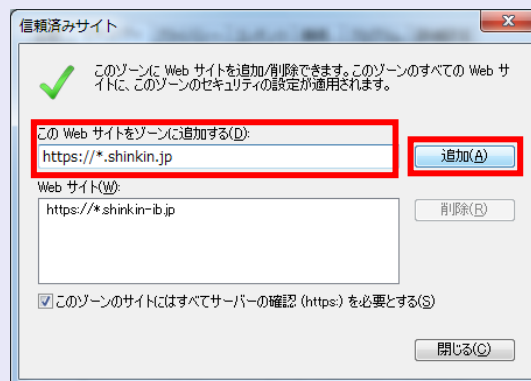 信頼済みサイト
このゾーンに Web サイトを追加/削除できます。このゾーンのすべての Web サ
イトに、このゾーンのセキュリティの設定が適用されます。
この Web サイトをゾーンに追加する(D):
https://*.shinkin.jp
追加(A)
Web サイト(W):
https://*.shinkin-ib.jp
削除(R)
このゾーンのサイトにはすべてサーバーの確認 (https:) を必要とする(S)
閉じる(C)